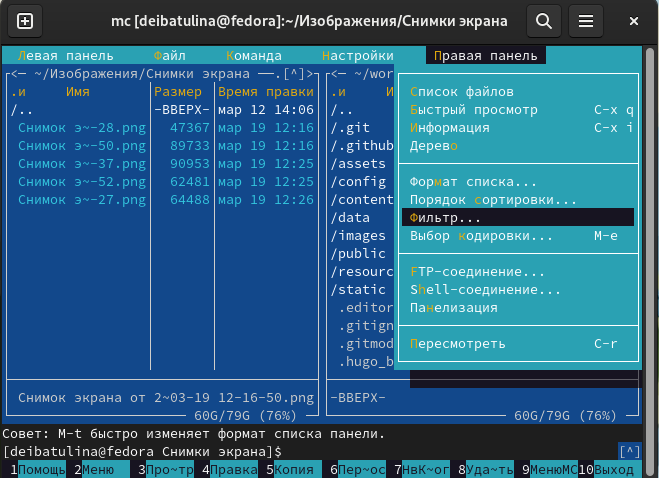 mc [deibatulina@fedora]:~/Изображения/Снимки экрана
Левая панель Файл Команда Настройки Правая панель
<— ~/Изображения/Снимки экрана ——.[^]> <— ~/wor
.и Имя Размер Время правки .и И
/.. -ВВЕРХ- мар 12 14:06 /..
Снимок э~-28.png 47367 мар 19 12:16 /.git
Снимок э~-50.png 89733 мар 19 12:16 /.github
Снимок э~-37.png 90953 мар 19 12:25 /assets
Снимок э~-52.png 62481 мар 19 12:25 /config
Снимок э~-27.png 64488 мар 19 12:26 /content
/data
/images
/public
/resourc
/static
.editor
.gitign
.gitmod
.hugo_b
Список файлов
Быстрый просмотр C-x q
Информация C-x i
Дерево
Формат списка...
Порядок сортировки...
Фильтр...
Выбор кодировки... M-e
FTP-соединение...
Shell-соединение...
Панелизация
Пересмотреть C-r
Снимок экрана от 2~03-19 12-16-50.png -ВВЕРХ-
60G/79G (76%) 60G/79G (76%)
Совет: M-t быстро изменяет формат списка панели.
[deibatulina@fedora Снимки экрана]$ [^]
1Помощь 2Меню 3Про~тр 4Правка 5Копия 6Пер~ос 7НвК~ог 8Уда~ть 9МенюMC 10Выход